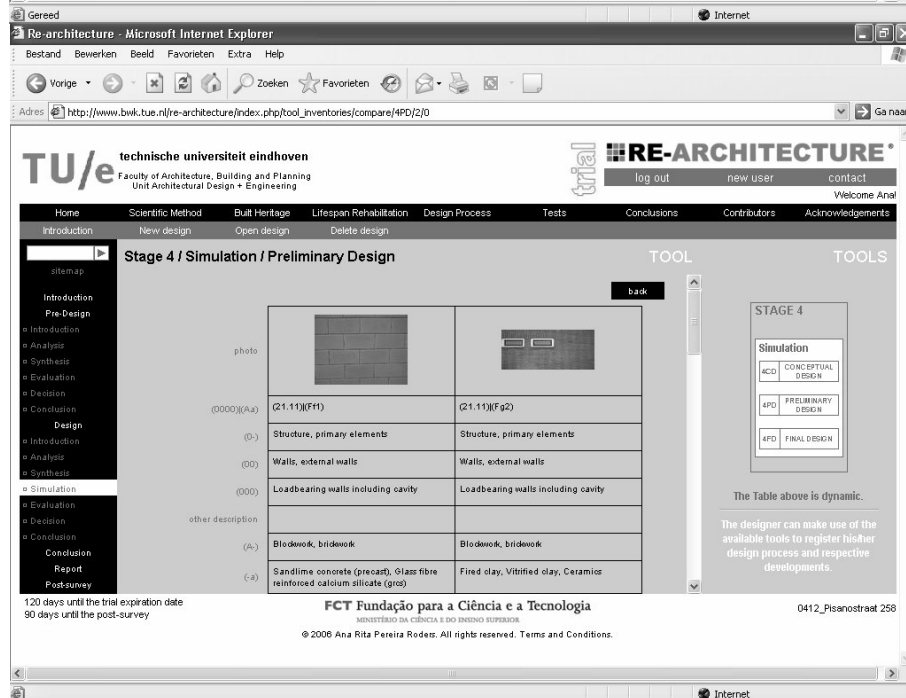 Gereed
Internet
Re-architecture - Microsoft Internet Explorer
Bestand Bewerken Beeld Favorieten Extra Help
Vorige Zoeken Favorieten
Adres http://www.bwk.tue.nl/re-architecture/index.php/tool_inventories/compare/4PD/2/0 Ga naar
TU/e technische universiteit eindhoven
Faculty of Architecture, Building and Planning
Unit Architectural Design + Engineering
trial
RE-ARCHITECTURE*
log out new user contact
Welcome Ana!
Home Scientific Method Built Heritage Lifespan Rehabilitation Design Process Tests Conclusions Contributors Acknowledgements
Introduction New design Open design Delete design
sitemap
Introduction
Pre-Design
Introduction
Analysis
Synthesis
Evaluation
Decision
Conclusion
Design
Introduction
Analysis
Synthesis
Simulation
Evaluation
Decision
Conclusion
Conclusion
Report
Post-survey
Stage 4 / Simulation / Preliminary Design
TOOL
back
photo
(0000)|(Aa) (21.11)|(Ff1) (21.11)|(Fg2)
(0-) Structure, primary elements Structure, primary elements
(00) Walls, external walls Walls, external walls
(000) Loadbearing walls including cavity Loadbearing walls including cavity
other description
(A-) Blockwork, brickwork Blockwork, brickwork
(-a) Sandlime concrete (precast), Glass fibre reinforced calcium silicate (grcs) Fired clay, Vitrified clay, Ceramics
TOOLS
STAGE 4
Simulation
4CD CONCEPTUAL DESIGN
4PD PRELIMINARY DESIGN
4FD FINAL DESIGN
The Table above is dynamic.
The designer can make use of the
available tools to register his/her
design process and respective
developments.
120 days until the trial expiration date
90 days until the post-survey
FCT Fundação para a Ciência e a Tecnologia
MINISTÉRIO DA CIÊNCIA E DO ENSINO SUPERIOR
0412_Pisanostraat 258
© 2006 Ana Rita Pereira Roders. All rights reserved. Terms and Conditions.
Internet